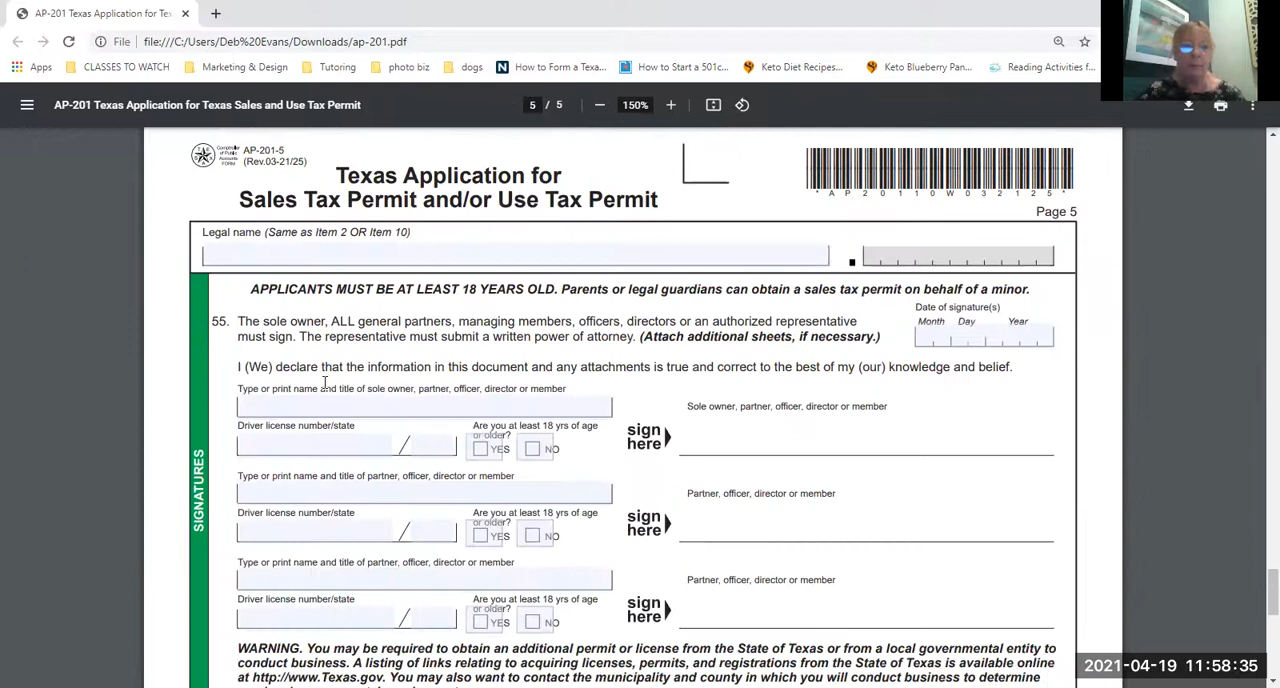 AP-201 Texas Application for Tex
File
file:///C:/Users/Deb%20Evans/Downloads/ap-201.pdf
Apps CLASSES TO WATCH Marketing & Design Tutoring photo biz dogs How to Form a Texa... How to Start a 501c... Keto Diet Recipes... Keto Blueberry Pan... Reading Activities f
AP-201 Texas Application for Texas Sales and Use Tax Permit 5 / 5 150%
Comptroller of Public Accounts FORM
AP-201-5
(Rev.03-21/25)
Texas Application for
Sales Tax Permit and/or Use Tax Permit
* A P 2 0 1 1 0 W 0 3 2 1 2 5 *
Page 5
Legal name (Same as Item 2 OR Item 10)
APPLICANTS MUST BE AT LEAST 18 YEARS OLD. Parents or legal guardians can obtain a sales tax permit on behalf of a minor.
Date of signature(s)
Month Day Year
55. The sole owner, ALL general partners, managing members, officers, directors or an authorized representative
must sign. The representative must submit a written power of attorney. (Attach additional sheets, if necessary.)
I (We) declare that the information in this document and any attachments is true and correct to the best of my (our) knowledge and belief.
Type or print name and title of sole owner, partner, officer, director or member
Sole owner, partner, officer, director or member
Driver license number/state
Are you at least 18 yrs of age
or older?
YES NO
sign
here
Type or print name and title of partner, officer, director or member
Partner, officer, director or member
Driver license number/state
Are you at least 18 yrs of age
or older?
YES NO
sign
here
Type or print name and title of partner, officer, director or member
Partner, officer, director or member
Driver license number/state
Are you at least 18 yrs of age
or older?
YES NO
sign
here
SIGNATURES
WARNING. You may be required to obtain an additional permit or license from the State of Texas or from a local governmental entity to
conduct business. A listing of links relating to acquiring licenses, permits, and registrations from the State of Texas is available online
at http://www.Texas.gov. You may also want to contact the municipality and county in which you will conduct business to determine
2021-04-19 11:58:35